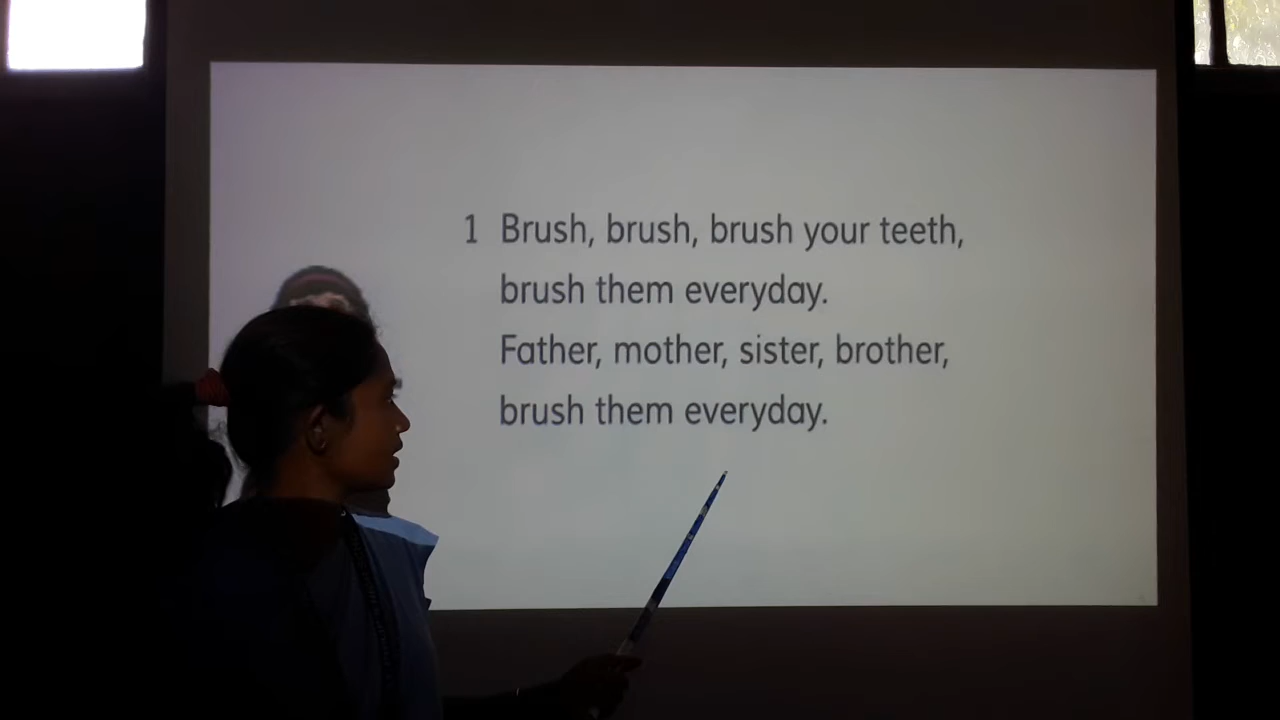 1 Brush, brush, brush your teeth,
brush them everyday.
Father, mother, sister, brother,
brush them everyday.